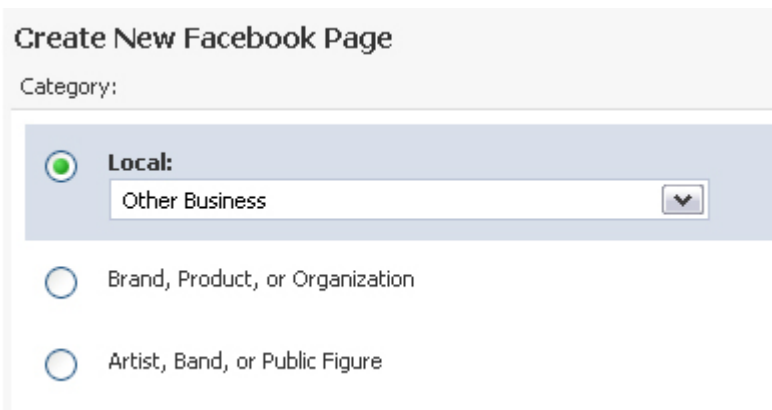 Create New Facebook Page
Category:
Local:
Other Business
Brand, Product, or Organization
Artist, Band, or Public Figure